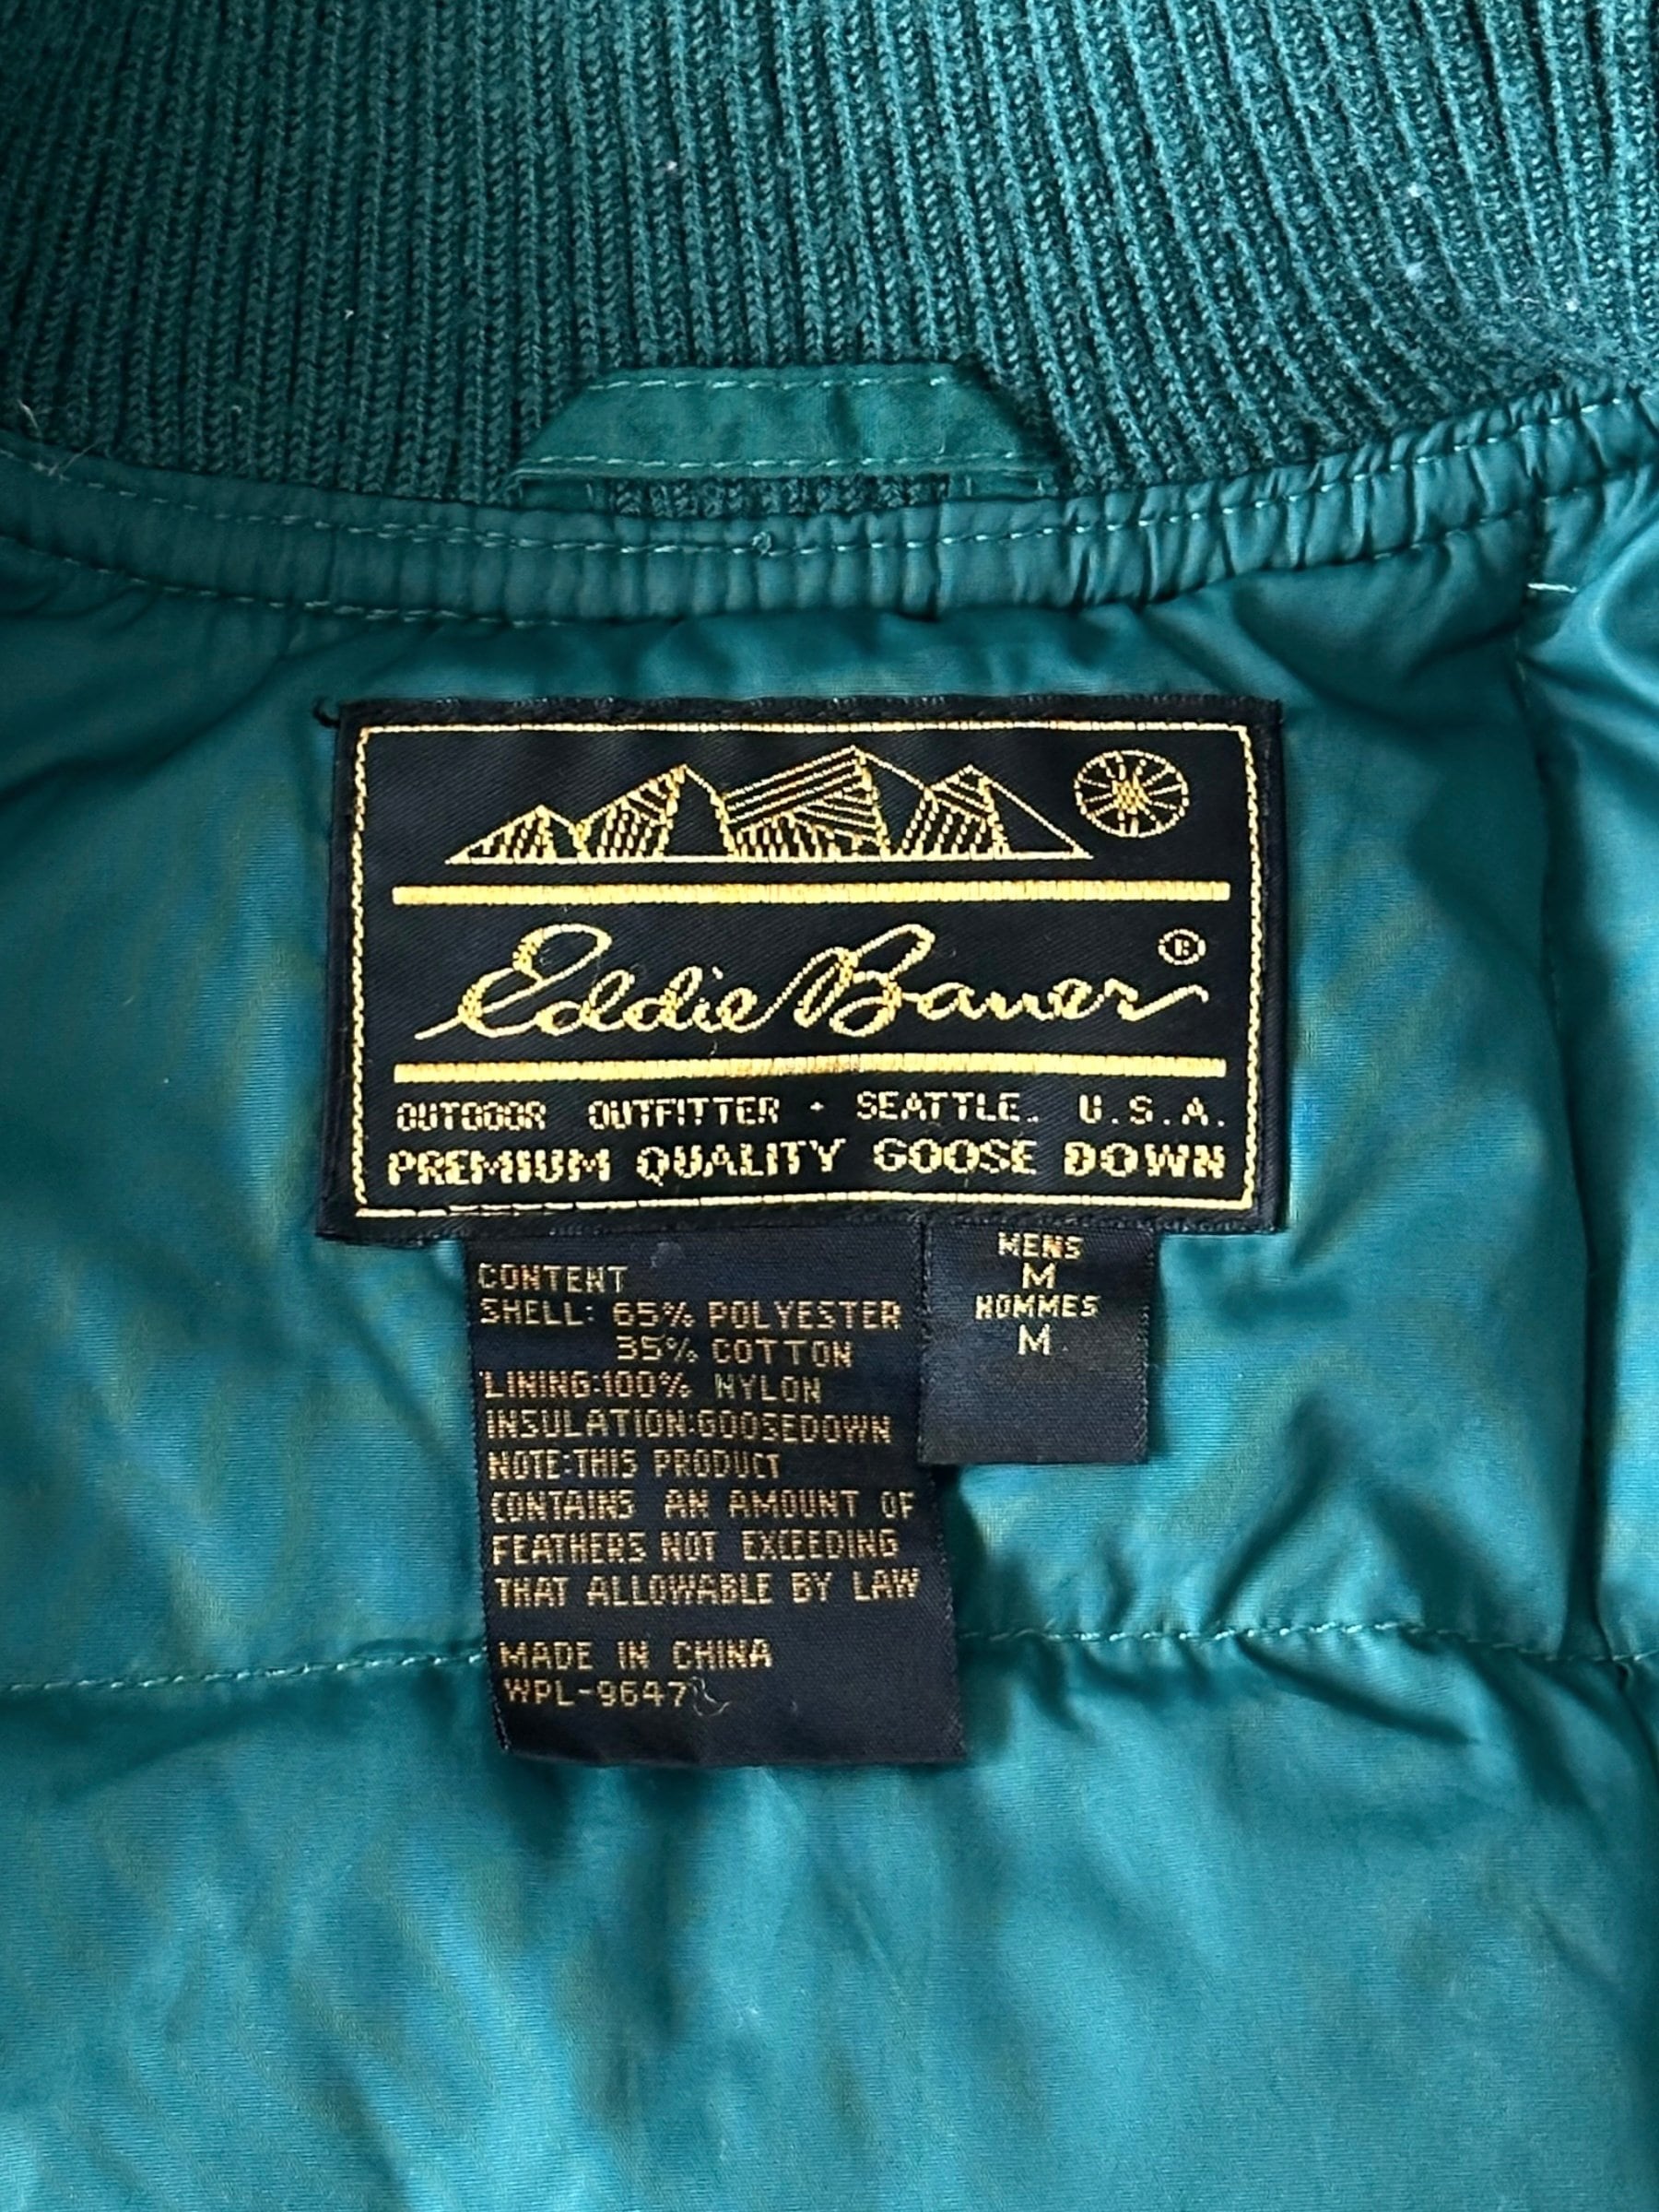 Eddie Bauer ®
OUTDOOR OUTFITTER · SEATTLE. U.S.A.
PREMIUM QUALITY GOOSE DOWN
CONTENT
SHELL: 65% POLYESTER
35% COTTON
LINING:100% NYLON
INSULATION:GOOSEDOWN
NOTE:THIS PRODUCT
CONTAINS AN AMOUNT OF
FEATHERS NOT EXCEEDING
THAT ALLOWABLE BY LAW
MADE IN CHINA
WPL-9647
MENS
M
HOMMES
M